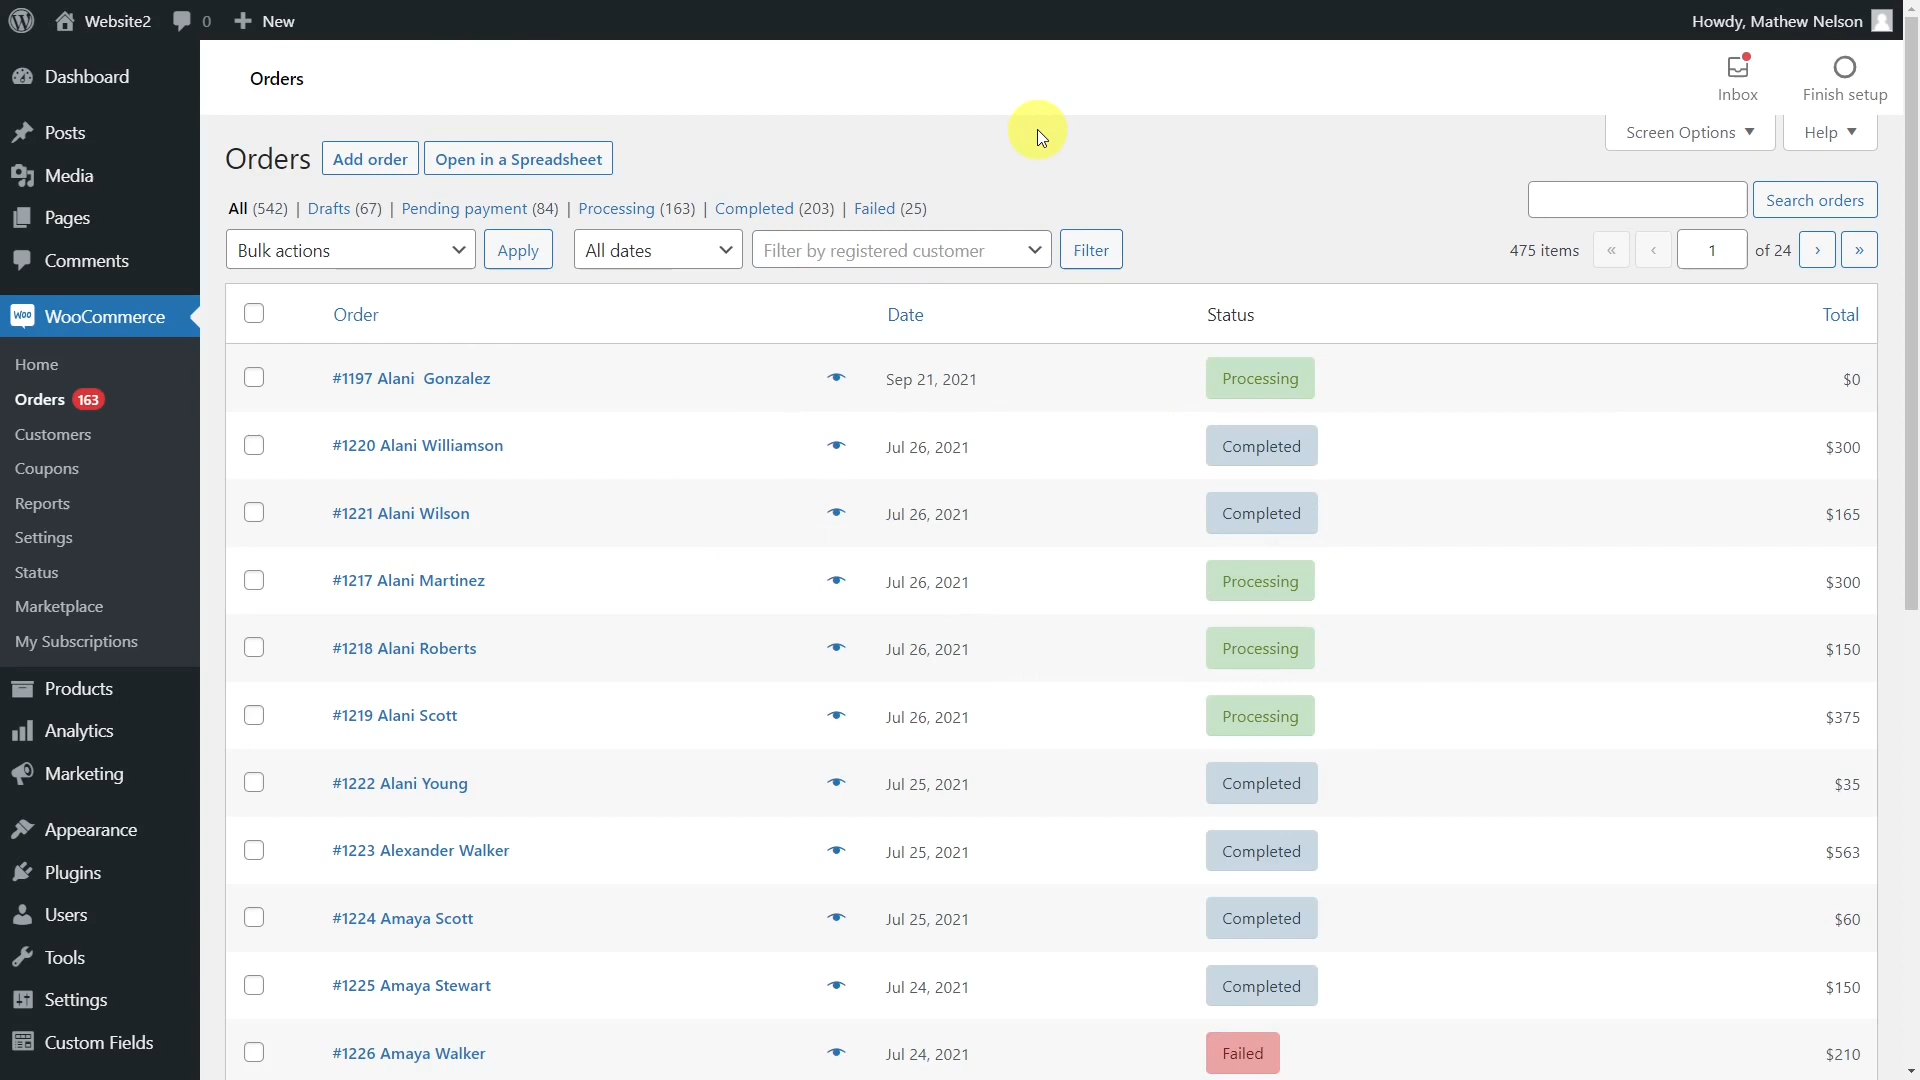 Website2 0 New Howdy, Mathew Nelson
Dashboard
Posts
Media
Pages
Comments
WooCommerce
Home
Orders 163
Customers
Coupons
Reports
Settings
Status
Marketplace
My Subscriptions
Products
Analytics
Marketing
Appearance
Plugins
Users
Tools
Settings
Custom Fields
Orders
Inbox
Finish setup
Screen Options
Help
Orders Add order Open in a Spreadsheet
All (542) | Drafts (67) | Pending payment (84) | Processing (163) | Completed (203) | Failed (25)
Search orders
Bulk actions Apply All dates Filter by registered customer Filter 475 items « ‹ 1 of 24 › »
Order Date Status Total
#1197 Alani Gonzalez Sep 21, 2021 Processing $0
#1220 Alani Williamson Jul 26, 2021 Completed $300
#1221 Alani Wilson Jul 26, 2021 Completed $165
#1217 Alani Martinez Jul 26, 2021 Processing $300
#1218 Alani Roberts Jul 26, 2021 Processing $150
#1219 Alani Scott Jul 26, 2021 Processing $375
#1222 Alani Young Jul 25, 2021 Completed $35
#1223 Alexander Walker Jul 25, 2021 Completed $563
#1224 Amaya Scott Jul 25, 2021 Completed $60
#1225 Amaya Stewart Jul 24, 2021 Completed $150
#1226 Amaya Walker Jul 24, 2021 Failed $210